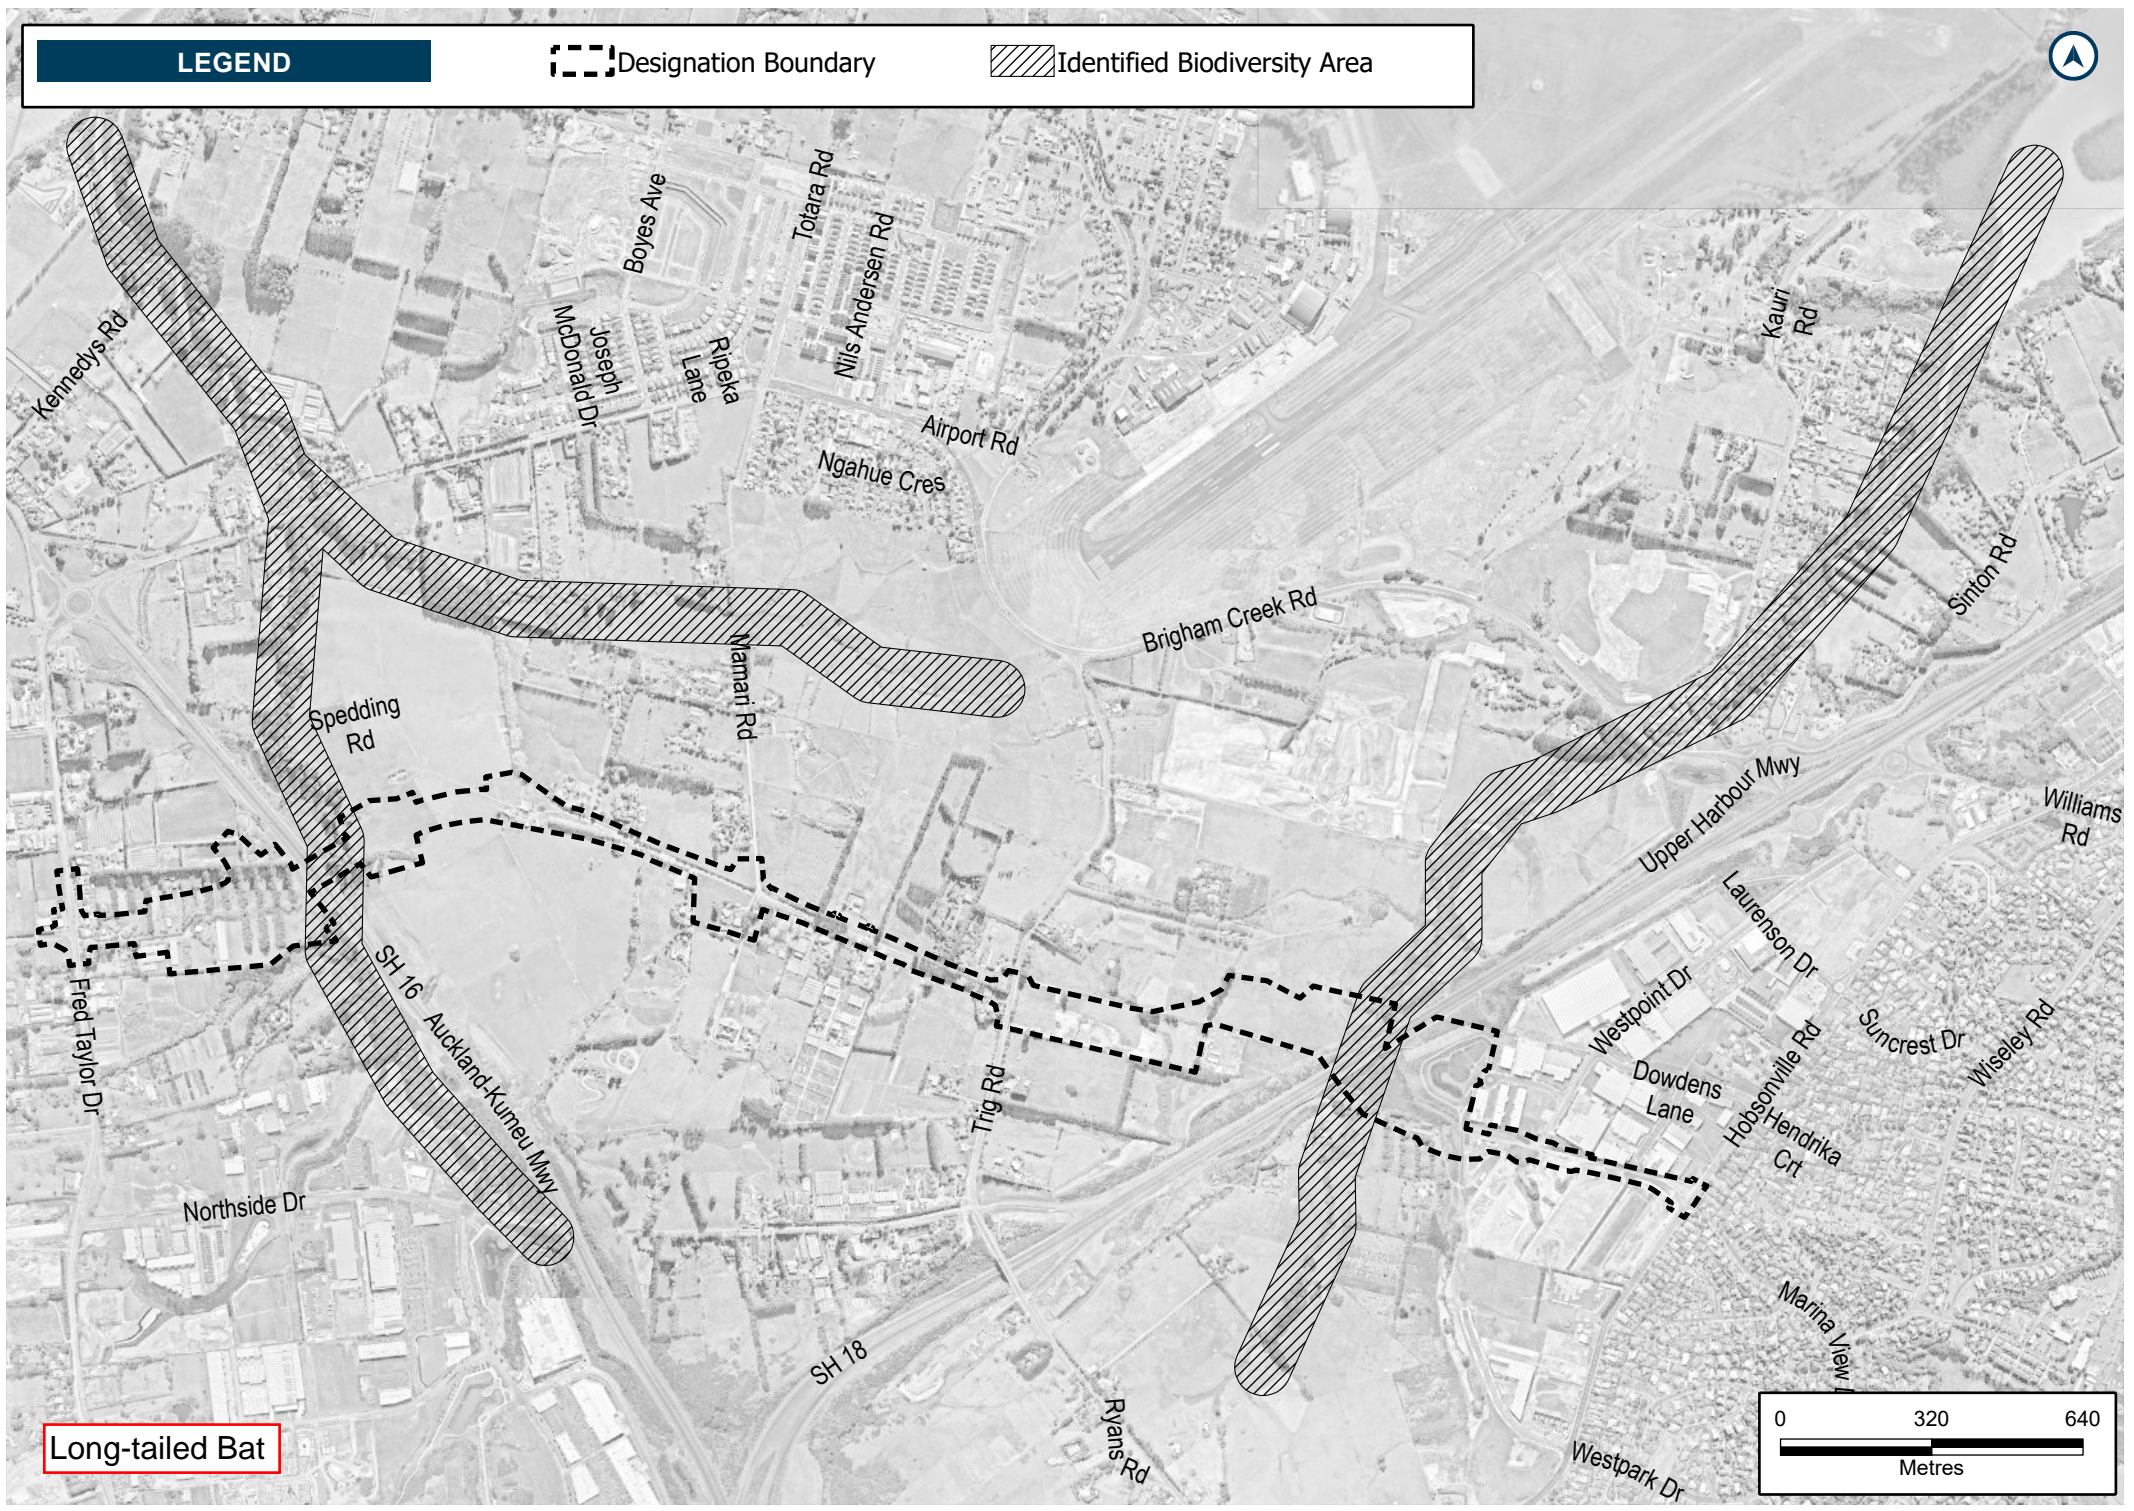 LEGEND
Designation Boundary
Identified Biodiversity Area
Boyes Ave
Totara Rd
Nils Andersen Rd
Kauri
Rd
Kennedys Rd
Joseph
McDonald Dr
Ripeka
Lane
Airport Rd
Ngahue Cres
Sinton Rd
Brigham Creek Rd
Mamari Rd
Spedding
Rd
Upper Harbour Mwy
Williams
Rd
Laurenson Dr
Westpoint Dr
Suncrest Dr
Wiseley Rd
SH 16
Auckland-Kumeu Mwy
Fred Taylor Dr
Trig Rd
Dowdens
Lane
Hobsonville Rd
Hendrika
Crt
Northside Dr
Marina View
SH 18
Ryans Rd
Westpark Dr
Long-tailed Bat
0 320 640
Metres